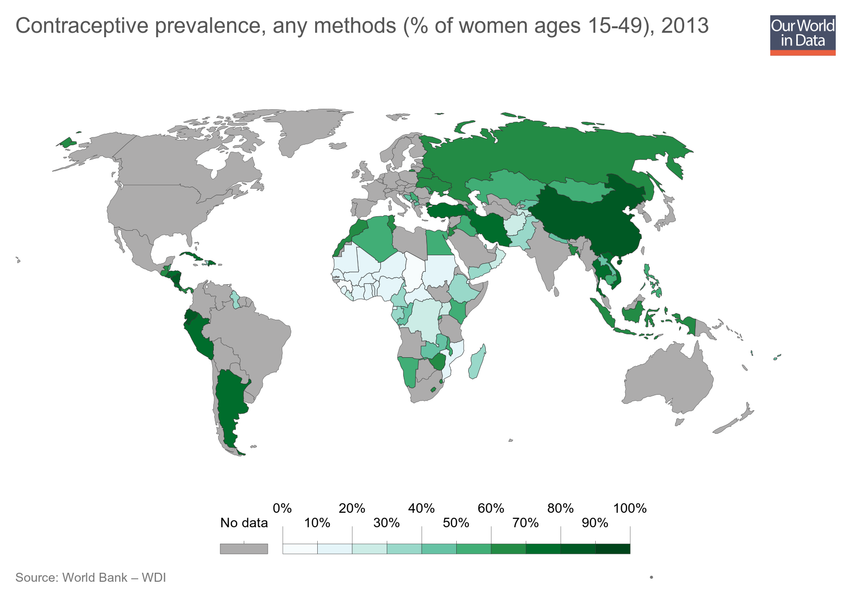 Contraceptive prevalence, any methods (% of women ages 15-49), 2013
Our World
in Data
0% 20% 40% 60% 80% 100%
No data 10% 30% 50% 70% 90%
Source: World Bank – WDI